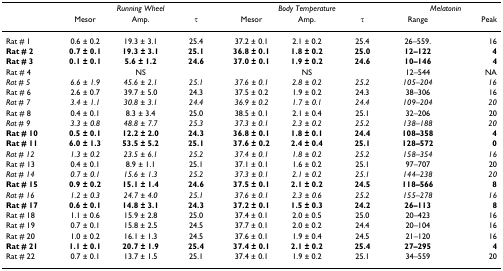 Running Wheel Body Temperature Melatonin
Mesor Amp. τ Mesor Amp. τ Range Peak
Rat # 1 0.6 ± 0.2 19.3 ± 3.1 25.4 37.2 ± 0.1 2.1 ± 0.2 25.4 26–559. 16
Rat # 2 0.7 ± 0.1 19.3 ± 3.1 25.1 36.8 ± 0.1 1.8 ± 0.2 25.0 12–122 4
Rat # 3 0.1 ± 0.1 5.6 ± 1.2 24.6 37.0 ± 0.1 1.9 ± 0.2 24.6 10–146 4
Rat # 4 NS NS 12–544 NA
Rat # 5 6.6 ± 1.9 45.6 ± 2.1 25.1 37.6 ± 0.1 2.8 ± 0.2 25.2 105–204 16
Rat # 6 2.6 ± 0.7 39.7 ± 5.0 24.3 37.5 ± 0.2 1.9 ± 0.2 24.3 38–306 16
Rat # 7 3.4 ± 1.1 30.8 ± 3.1 24.4 36.9 ± 0.2 1.7 ± 0.1 24.4 109–204 20
Rat # 8 0.4 ± 0.1 8.3 ± 3.4 25.0 38.5 ± 0.1 2.1 ± 0.4 25.1 32–206 20
Rat # 9 3.3 ± 0.8 48.8 ± 7.7 25.3 37.3 ± 0.1 2.3 ± 0.2 25.2 138–188 20
Rat # 10 0.5 ± 0.1 12.2 ± 2.0 24.3 36.8 ± 0.1 1.8 ± 0.1 24.4 108–358 4
Rat # 11 6.0 ± 1.3 53.5 ± 5.2 25.1 37.6 ± 0.2 2.4 ± 0.4 25.1 128–572 0
Rat # 12 1.3 ± 0.2 23.5 ± 6.1 25.2 37.4 ± 0.1 1.8 ± 0.2 25.2 158–354 16
Rat # 13 0.4 ± 0.1 8.9 ± 1.1 25.1 37.1 ± 0.1 1.6 ± 0.2 25.1 97–707 20
Rat # 14 0.7 ± 0.1 15.6 ± 1.3 25.2 37.3 ± 0.1 2.1 ± 0.2 25.1 144–238 20
Rat # 15 0.9 ± 0.2 15.1 ± 1.4 24.6 37.5 ± 0.1 2.1 ± 0.2 24.5 118–566 8
Rat # 16 1.2 ± 0.3 24.7 ± 4.0 25.1 37.6 ± 0.1 2.3 ± 0.6 25.2 155–278 16
Rat # 17 0.6 ± 0.1 14.8 ± 3.1 24.3 37.2 ± 0.1 1.5 ± 0.3 24.2 26–113 8
Rat # 18 1.1 ± 0.6 15.9 ± 2.8 25.0 37.4 ± 0.1 2.0 ± 0.5 25.0 20–423 16
Rat # 19 0.7 ± 0.1 15.8 ± 2.5 24.5 37.7 ± 0.1 2.0 ± 0.2 24.4 20–104 16
Rat # 20 1.0 ± 0.2 16.1 ± 1.3 24.5 37.6 ± 0.1 1.9 ± 0.4 24.5 21–120 16
Rat # 21 1.1 ± 0.1 20.7 ± 1.9 25.4 37.4 ± 0.1 2.1 ± 0.2 25.4 27–295 4
Rat # 22 0.7 ± 0.1 13.7 ± 1.5 25.1 37.4 ± 0.1 1.9 ± 0.2 25.1 34–559 20